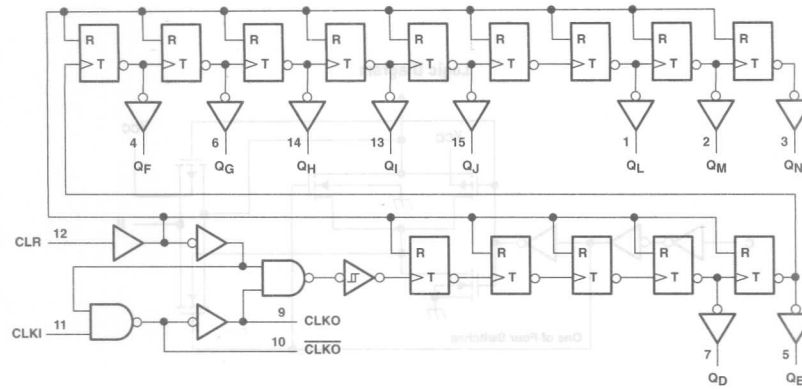 R R R R R R R R R
T T T T T T T T T
4 6 14 13 15 1 2 3
QF QG QH QI QJ QL QM QN
CLR 12
R R R R R
T T T T T
CLKI 11
9 CLKO
10 CLKO
7 5
QD QE